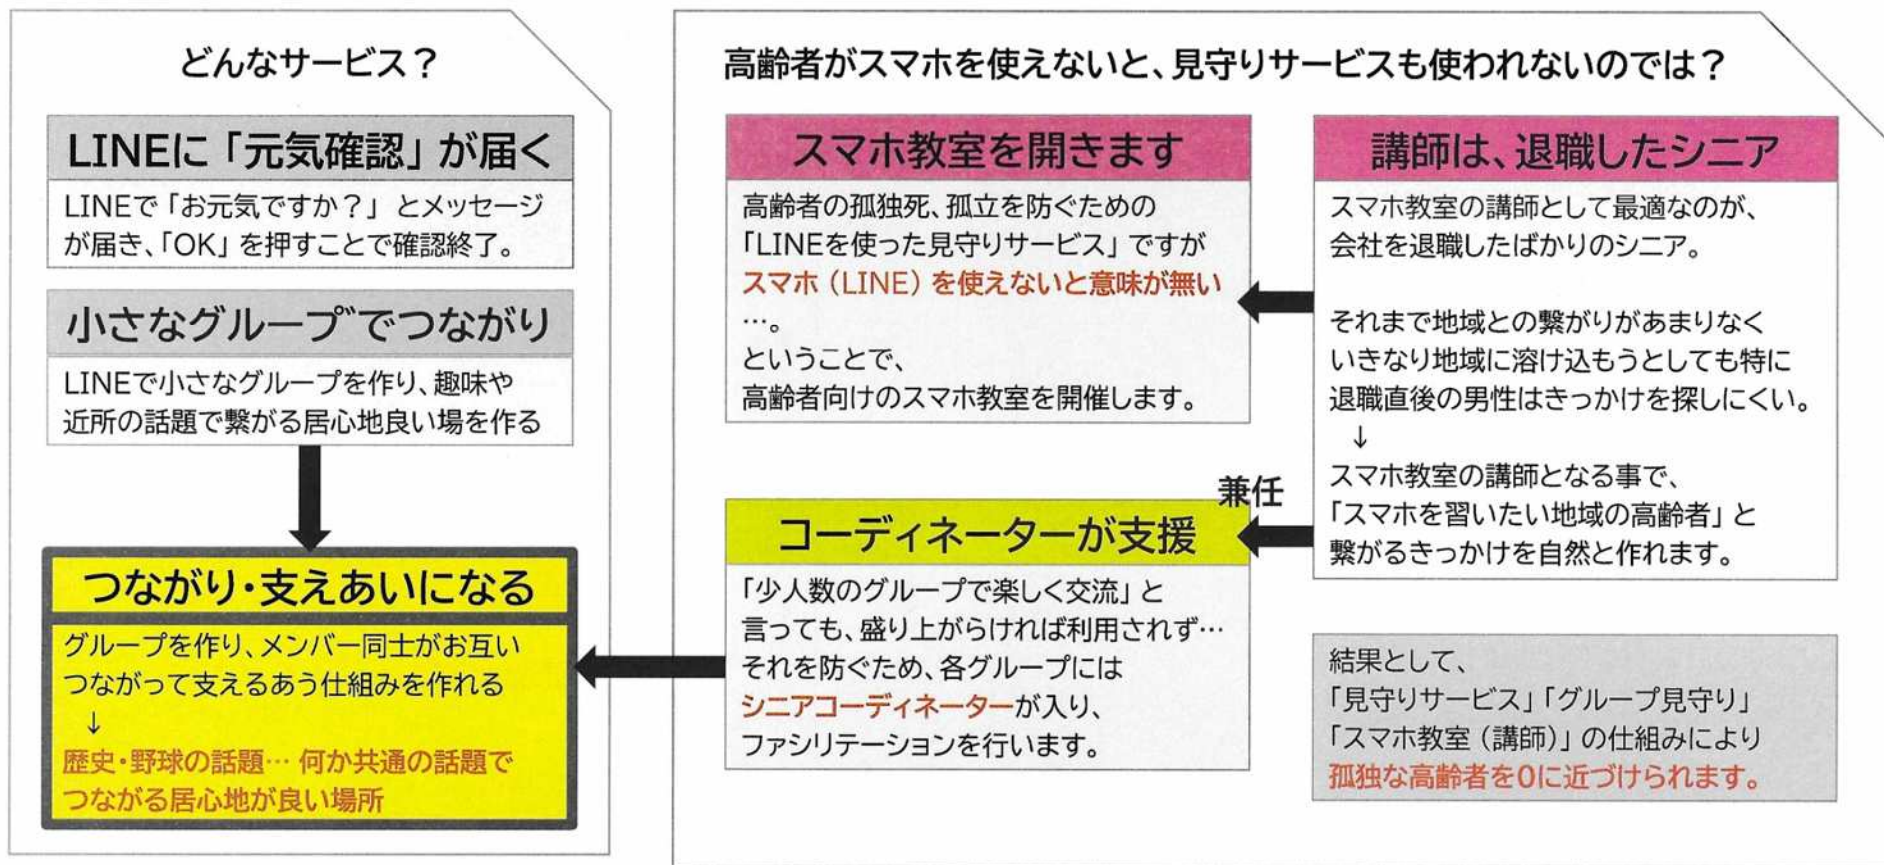 どんなサービス？
LINEに「元気確認」が届く
LINEで「お元気ですか？」とメッセージ
が届き、「OK」を押すことで確認終了。
小さなグループでつながり
LINEで小さなグループを作り、趣味や
近所の話題で繋がる居心地良い場を作る
つながり・支えあいになる
グループを作り、メンバー同士がお互い
つながって支えるあう仕組みを作れる
↓
歴史・野球の話題… 何か共通の話題で
つながる居心地が良い場所
高齢者がスマホを使えないと、見守りサービスも使われないのでは？
スマホ教室を開きます
高齢者の孤独死、孤立を防ぐための
「LINEを使った見守りサービス」ですが
スマホ（LINE）を使えないと意味が無い
…。
ということで、
高齢者向けのスマホ教室を開催します。
講師は、退職したシニア
スマホ教室の講師として最適なのが、
会社を退職したばかりのシニア。
それまで地域との繋がりがあまりなく
いきなり地域に溶け込もうとしても特に
退職直後の男性はきっかけを探しにくい。
↓
スマホ教室の講師となる事で、
「スマホを習いたい地域の高齢者」と
繋がるきっかけを自然と作れます。
兼任
コーディネーターが支援
「少人数のグループで楽しく交流」と
言っても、盛り上がらければ利用されず…
それを防ぐため、各グループには
シニアコーディネーターが入り、
ファシリテーションを行います。
結果として、
「見守りサービス」「グループ見守り」
「スマホ教室（講師）」の仕組みにより
孤独な高齢者を0に近づけられます。